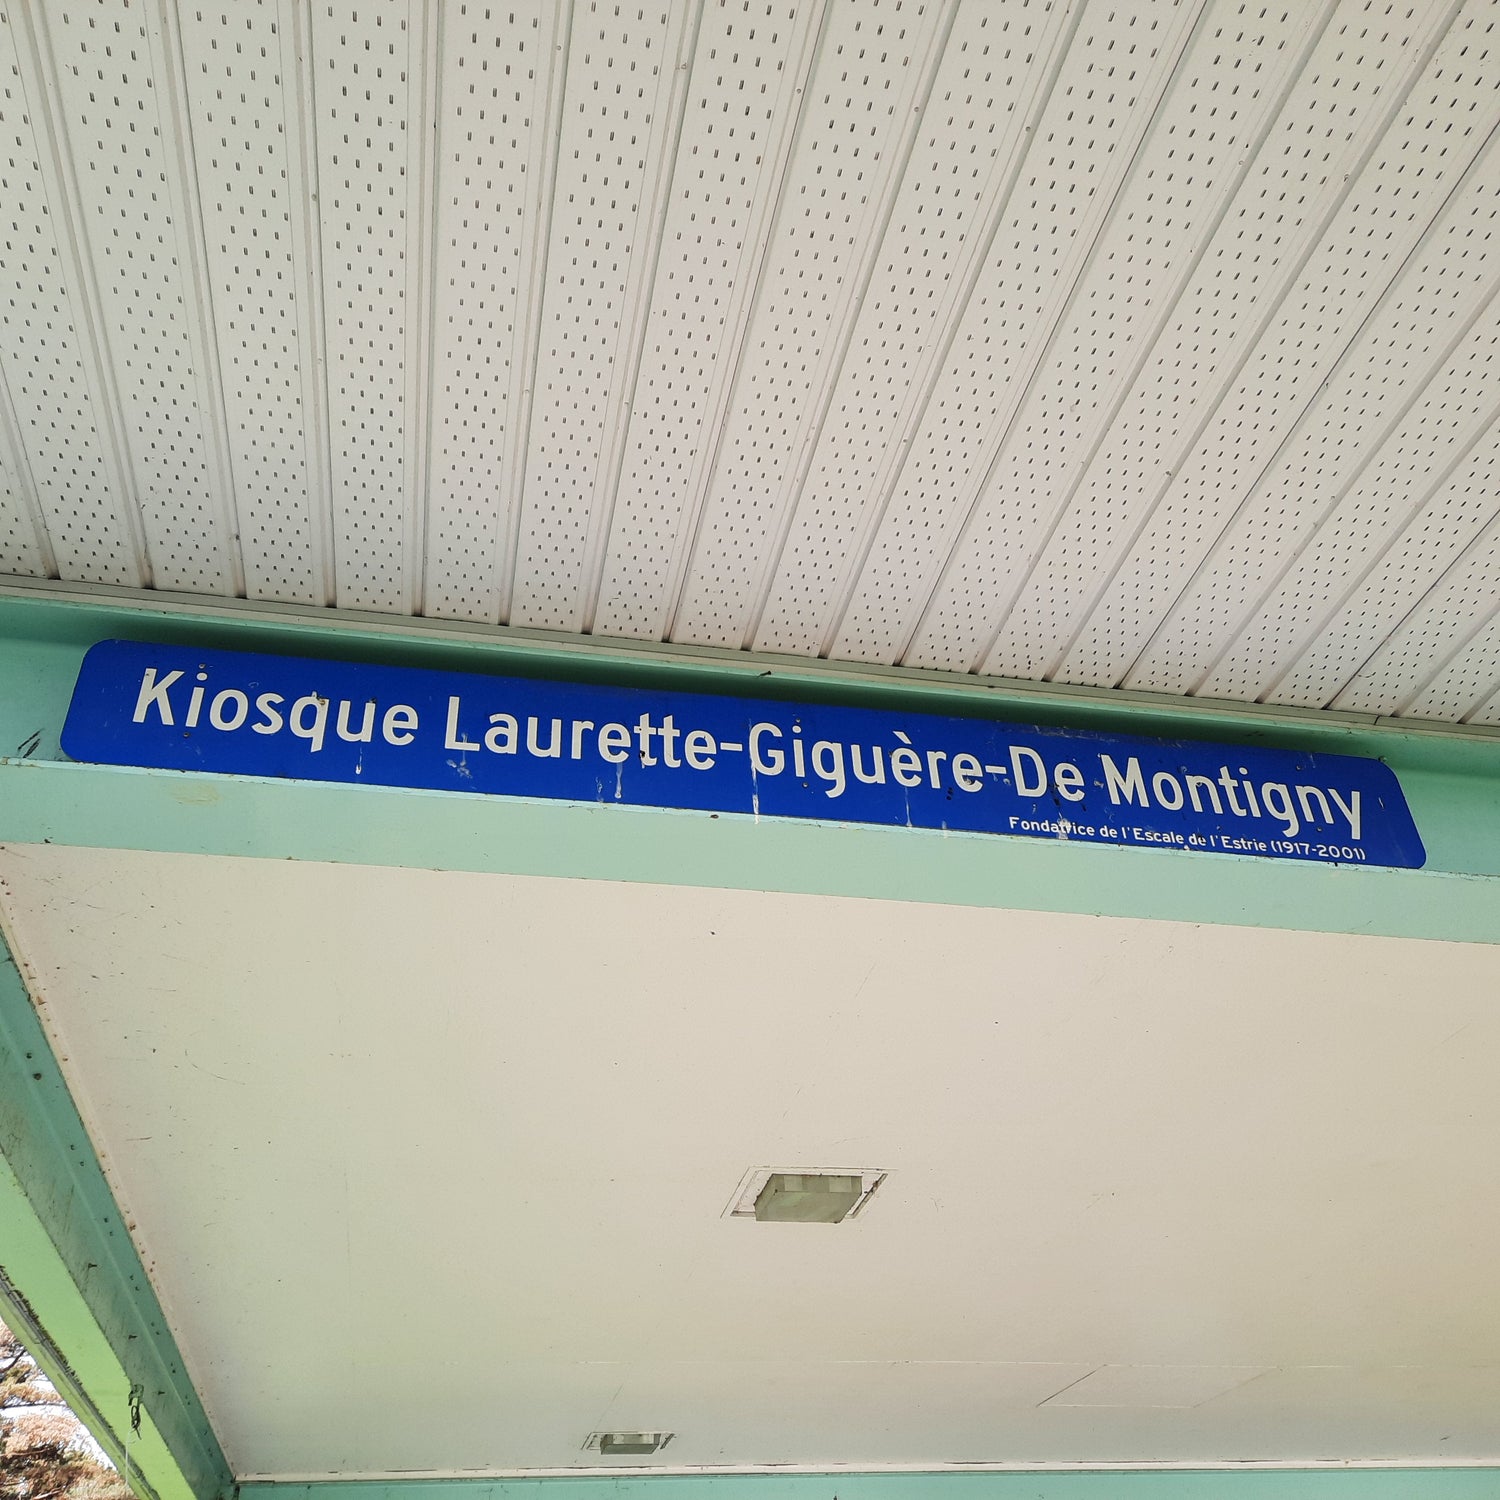 Kiosque Laurette-Giguère-De Montigny
Fondatrice de l'Escale de l'Estrie (1917-2001)